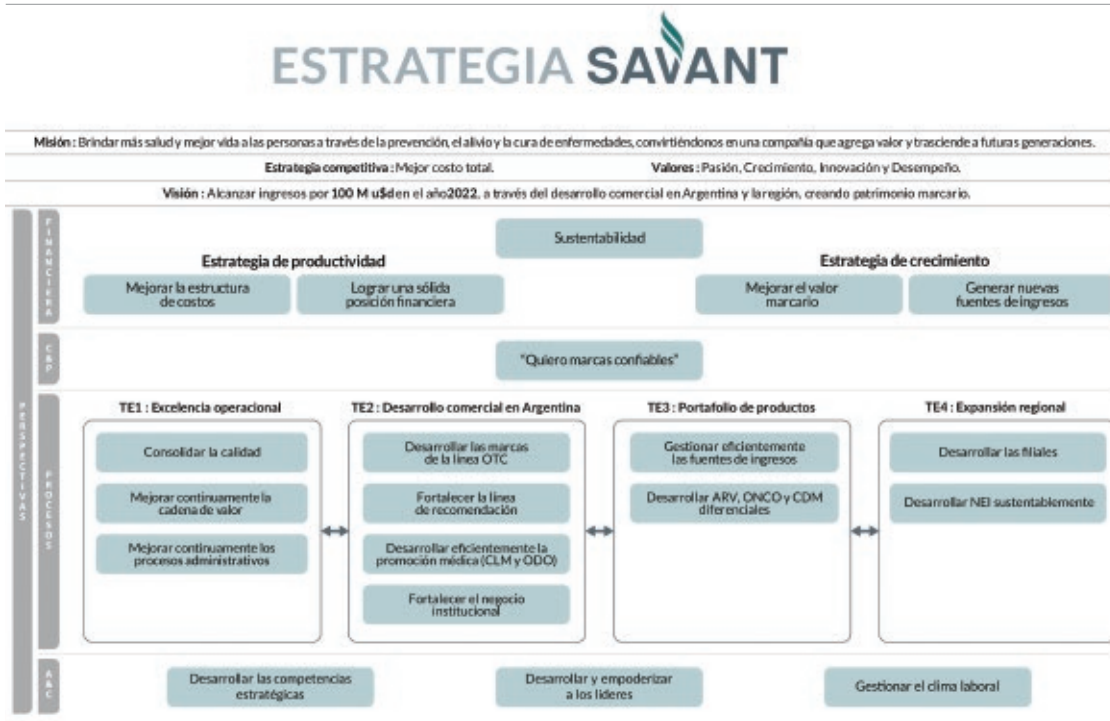 ESTRATEGIA SAVANT
Misión : Brindar más salud y mejor vida a las personas a través de la prevención, el alivio y la cura de enfermedades, convirtiéndonos en una compañía que agrega valor y trasciende a futuras generaciones.
Estrategia competitiva : Mejor costo total. Valores : Pasión, Crecimiento, Innovación y Desempeño.
Visión : Alcanzar ingresos por 100 M u$d en el año 2022, a través del desarrollo comercial en Argentina y la región, creando patrimonio marcario.
PERSPECTIVAS
FINANCIERA
Sustentabilidad
Estrategia de productividad
Estrategia de crecimiento
Mejorar la estructura
de costos
Lograr una sólida
posición financiera
Mejorar el valor
marcario
Generar nuevas
fuentes de ingresos
C&P
"Quiero marcas confiables"
PROCESOS
TE1 : Excelencia operacional
Consolidar la calidad
Mejorar continuamente la
cadena de valor
Mejorar continuamente los
procesos administrativos
TE2 : Desarrollo comercial en Argentina
Desarrollar las marcas
de la línea OTC
Fortalecer la línea
de recomendación
Desarrollar eficientemente la
promoción médica (CLM y ODO)
Fortalecer el negocio
institucional
TE3 : Portafolio de productos
Gestionar eficientemente
las fuentes de ingresos
Desarrollar ARV, ONCO y CDM
diferenciales
TE4 : Expansión regional
Desarrollar las filiales
Desarrollar NEI sustentablemente
A&C
Desarrollar las competencias
estratégicas
Desarrollar y empoderizar
a los líderes
Gestionar el clima laboral